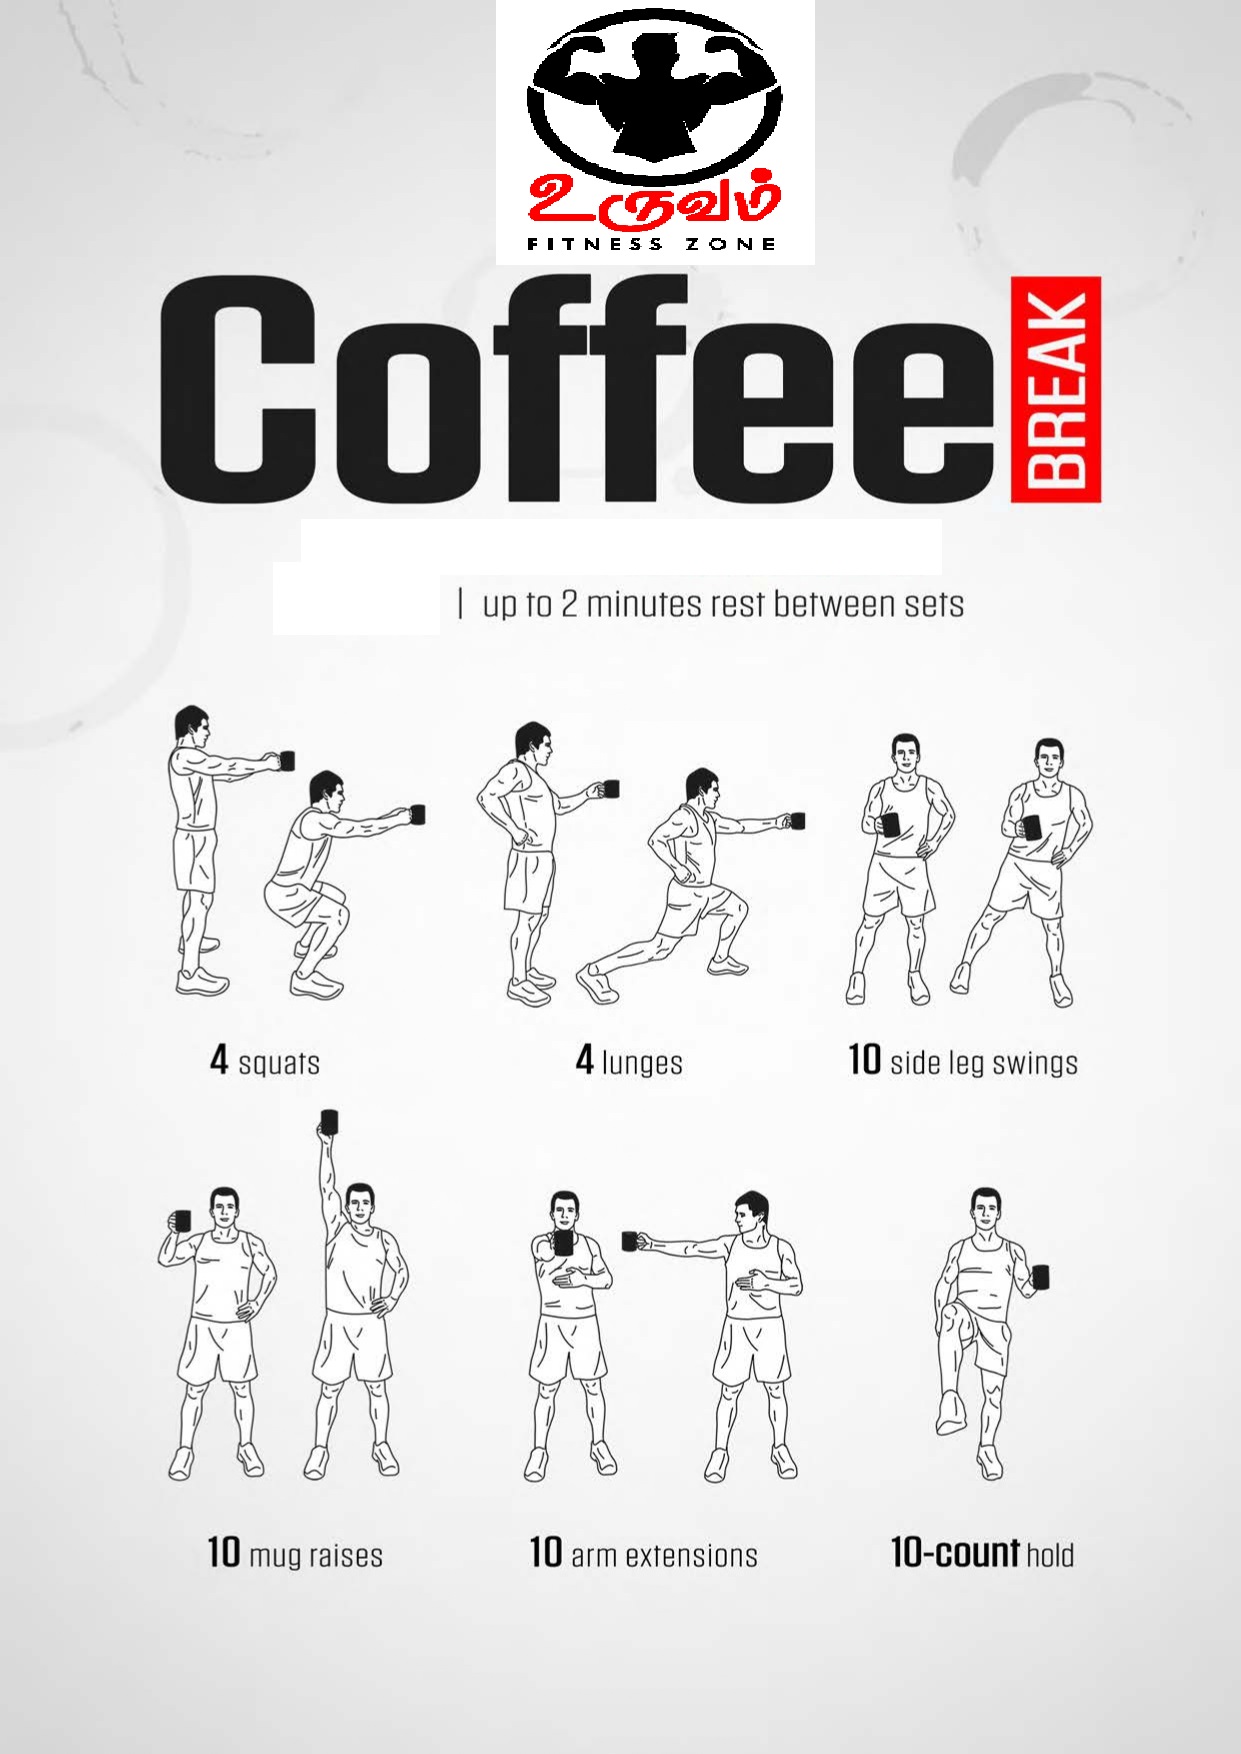 உருவம்
FITNESS ZONE
Coffee BREAK
| up to 2 minutes rest between sets
4 squats
4 lunges
10 side leg swings
10 mug raises
10 arm extensions
10-count hold